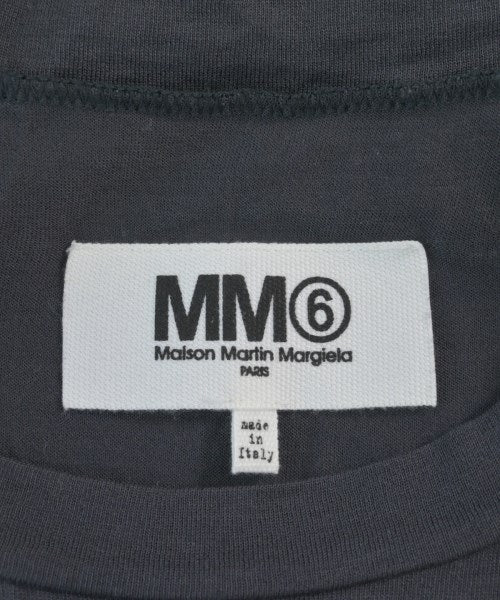 MM⑥
Maison Martin Margiela
PARIS
made
in
Italy